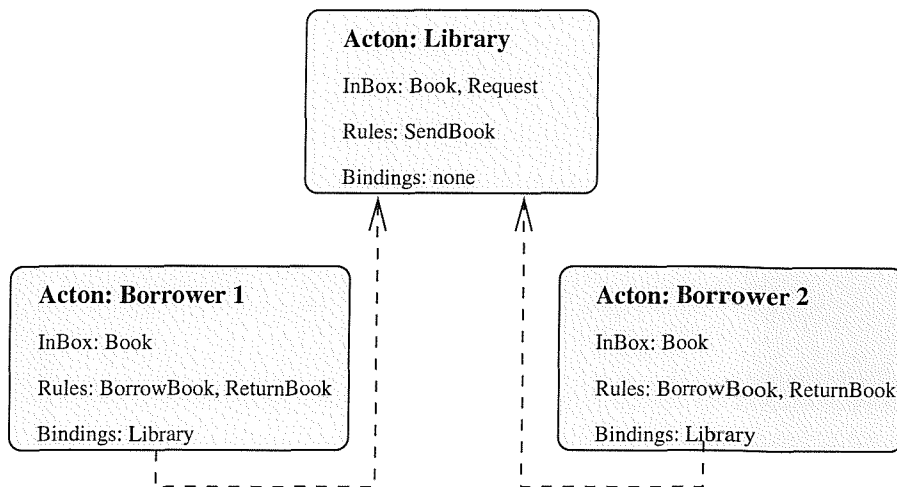 Acton: Library
InBox: Book, Request
Rules: SendBook
Bindings: none
Acton: Borrower 1
InBox: Book
Rules: BorrowBook, ReturnBook
Bindings: Library
Acton: Borrower 2
InBox: Book
Rules: BorrowBook, ReturnBook
Bindings: Library